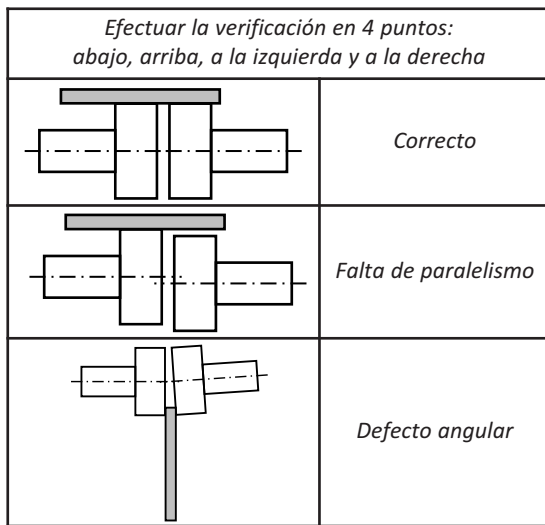 Efectuar la verificación en 4 puntos:
abajo, arriba, a la izquierda y a la derecha
Correcto
Falta de paralelismo
Defecto angular